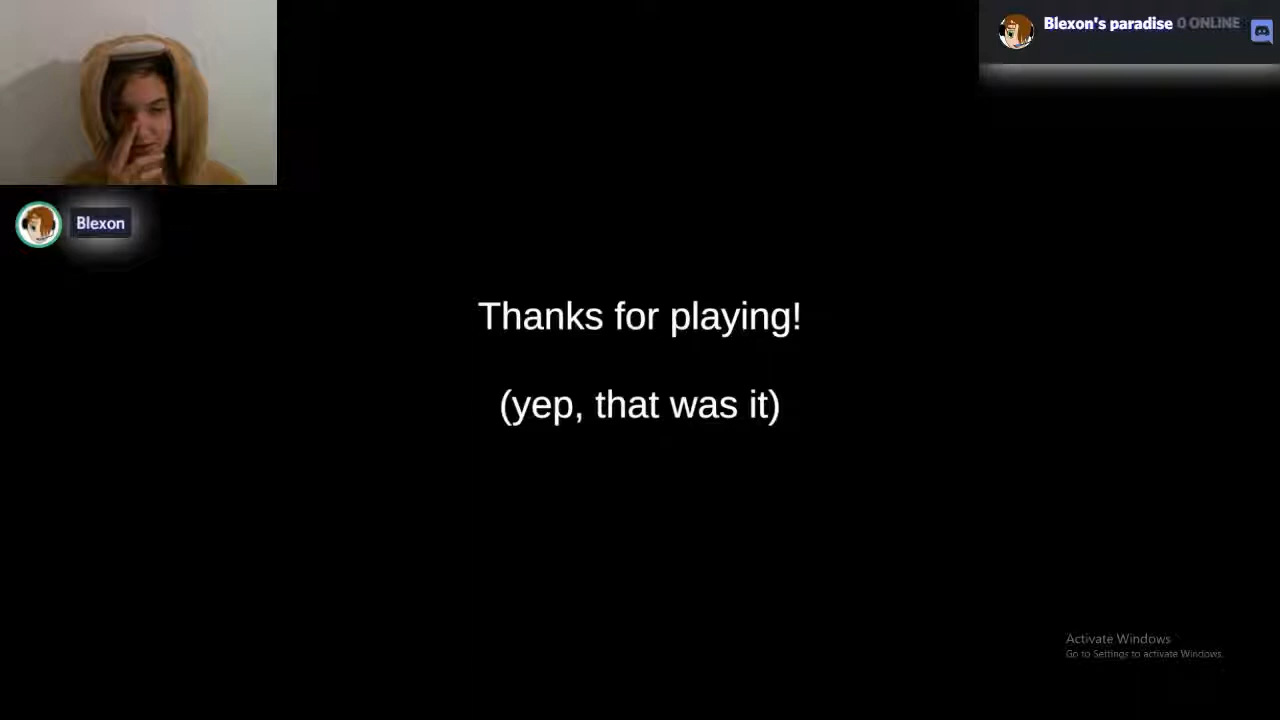 Blexon's paradise 0 ONLINE
Blexon
Thanks for playing!
(yep, that was it)
Activate Windows
Go to Settings to activate Windows.